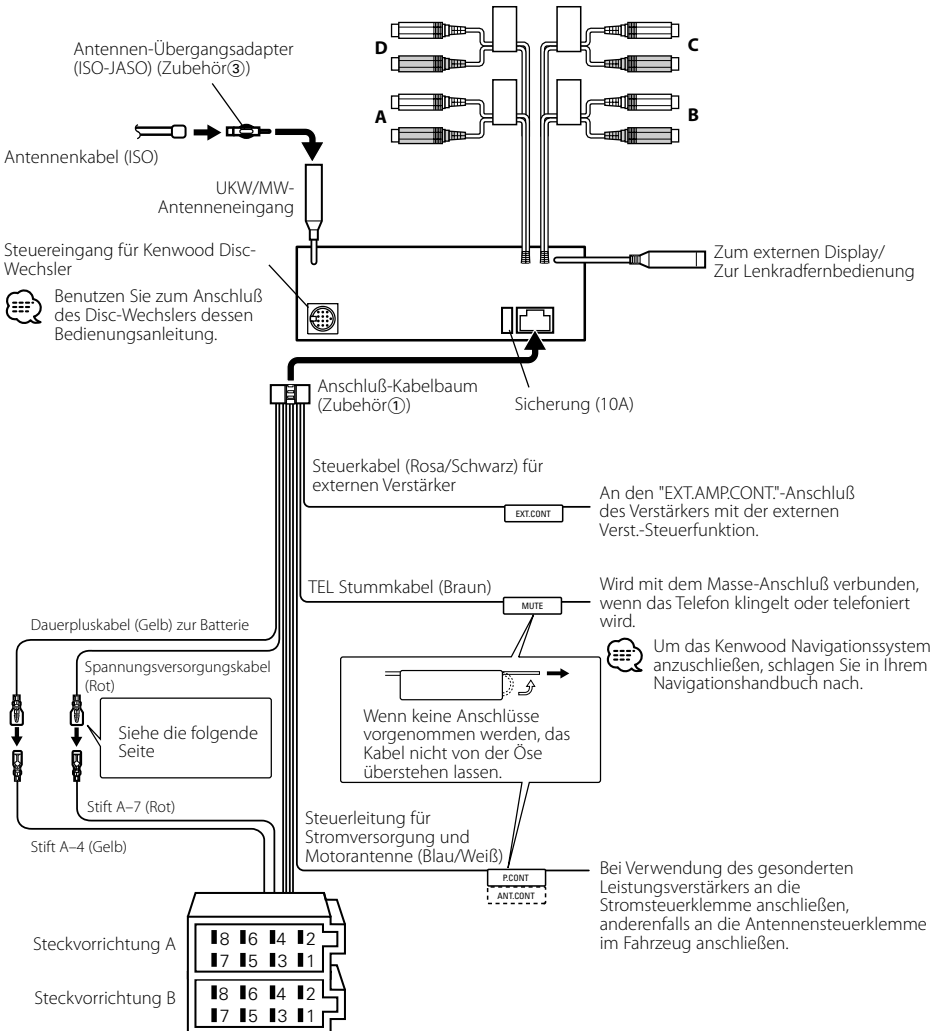 Antennen-Übergangsadapter
(ISO-JASO) (Zubehör③)
D
C
A
B
Antennenkabel (ISO)
UKW/MW-
Antenneneingang
Steuereingang für Kenwood Disc-
Wechsler
Benutzen Sie zum Anschluß
des Disc-Wechslers dessen
Bedienungsanleitung.
Zum externen Display/
Zur Lenkradfernbedienung
Anschluß-Kabelbaum
(Zubehör①)
Sicherung (10A)
Steuerkabel (Rosa/Schwarz) für
externen Verstärker
EXT.CONT
An den "EXT.AMP.CONT."-Anschluß
des Verstärkers mit der externen
Verst.-Steuerfunktion.
TEL Stummkabel (Braun)
MUTE
Wird mit dem Masse-Anschluß verbunden,
wenn das Telefon klingelt oder telefoniert
wird.
Um das Kenwood Navigationssystem
anzuschließen, schlagen Sie in Ihrem
Navigationshandbuch nach.
Dauerpluskabel (Gelb) zur Batterie
Spannungsversorgungskabel
(Rot)
Siehe die folgende
Seite
Wenn keine Anschlüsse
vorgenommen werden, das
Kabel nicht von der Öse
überstehen lassen.
Stift A–7 (Rot)
Stift A–4 (Gelb)
Steuerleitung für
Stromversorgung und
Motorantenne (Blau/Weiß)
P.CONT
ANT.CONT
Bei Verwendung des gesonderten
Leistungsverstärkers an die
Stromsteuerklemme anschließen,
anderenfalls an die Antennensteuerklemme
im Fahrzeug anschließen.
Steckvorrichtung A
8 6 4 2
7 5 3 1
Steckvorrichtung B
8 6 4 2
7 5 3 1